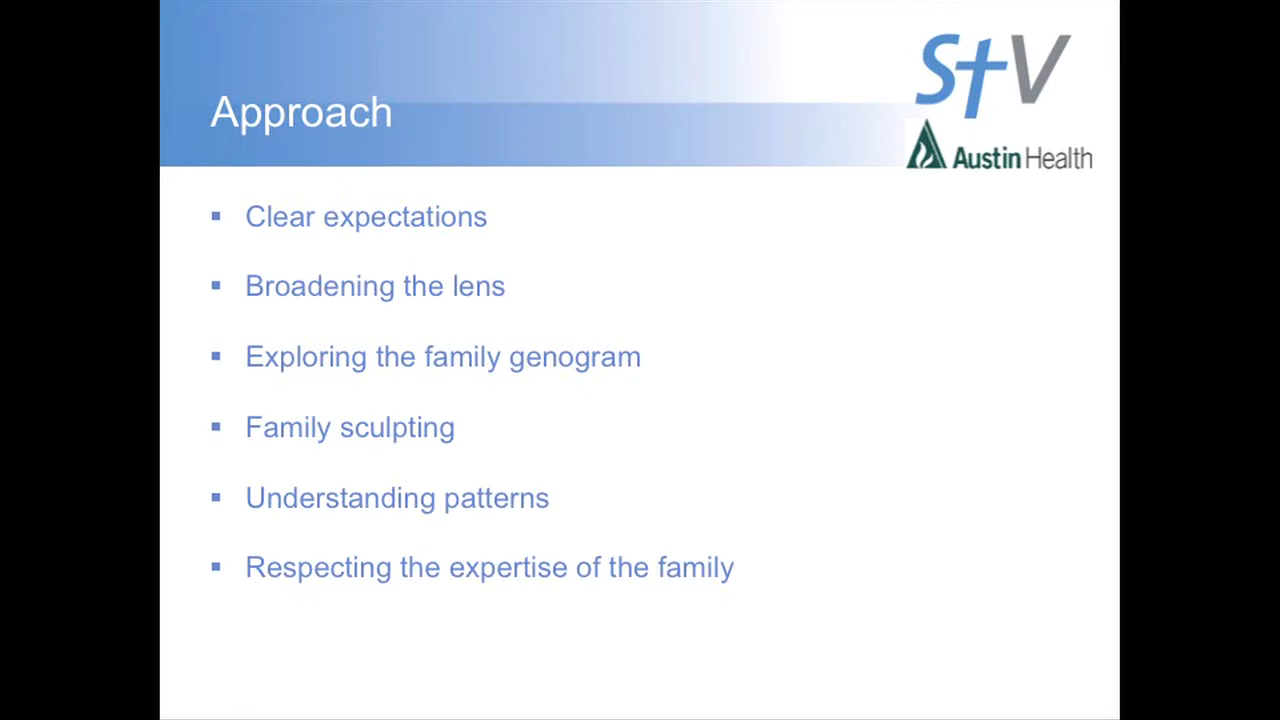 StV
Approach
Austin Health
Clear expectations
Broadening the lens
Exploring the family genogram
Family sculpting
Understanding patterns
Respecting the expertise of the family